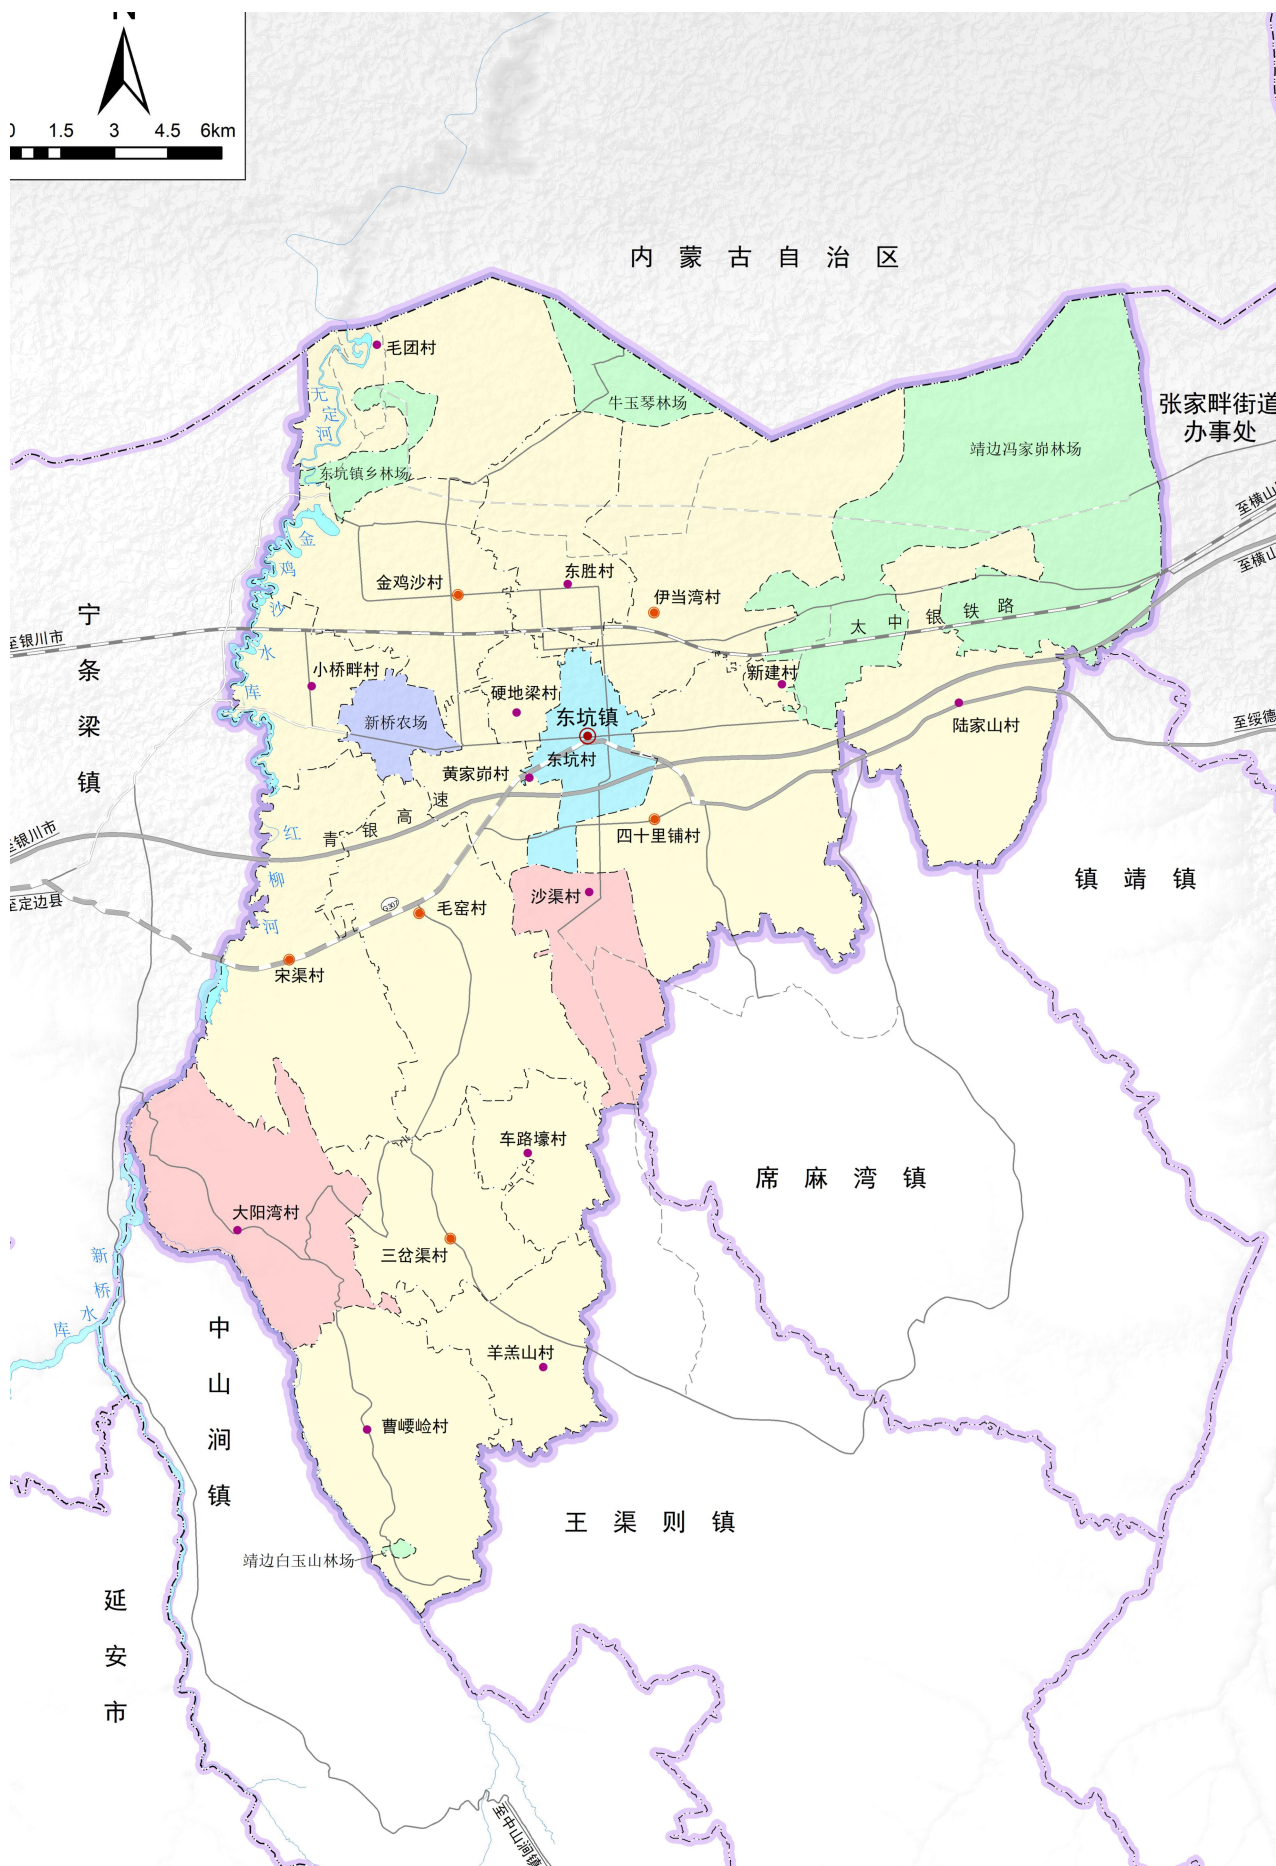 N
0 1.5 3 4.5 6km
内蒙古自治区
毛团村
无定河
牛玉琴林场
张家畔街道
办事处
靖边冯家峁林场
东坑镇乡林场
至横山
金鸡沙水库
至横山
东胜村
金鸡沙村
伊当湾村
宁条梁镇
太中银铁路
至银川市
小桥畔村
新建村
硬地梁村
新桥农场
东坑镇
陆家山村
至绥德
东坑村
黄家峁村
青银高速
红柳河
四十里铺村
至银川市
镇靖镇
沙渠村
至定边县
G307
毛窑村
宋渠村
车路壕村
席麻湾镇
大阳湾村
三岔渠村
新桥水库
中山涧镇
羊羔山村
曹崾崄村
王渠则镇
靖边白玉山林场
延安市
至中山涧镇